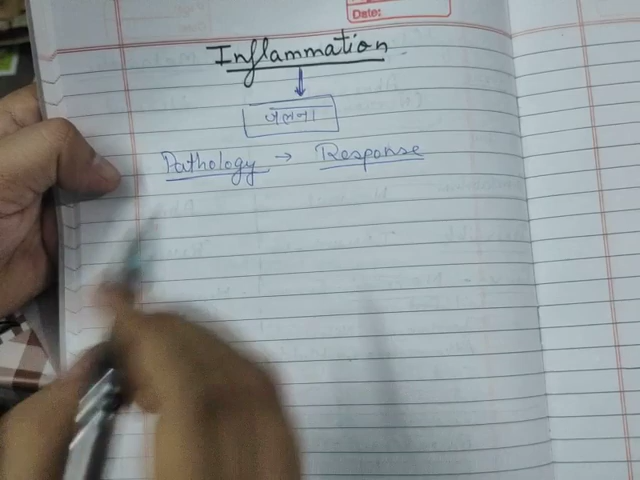 Date:
Inflammation
↓
जलना
Pathology → Response